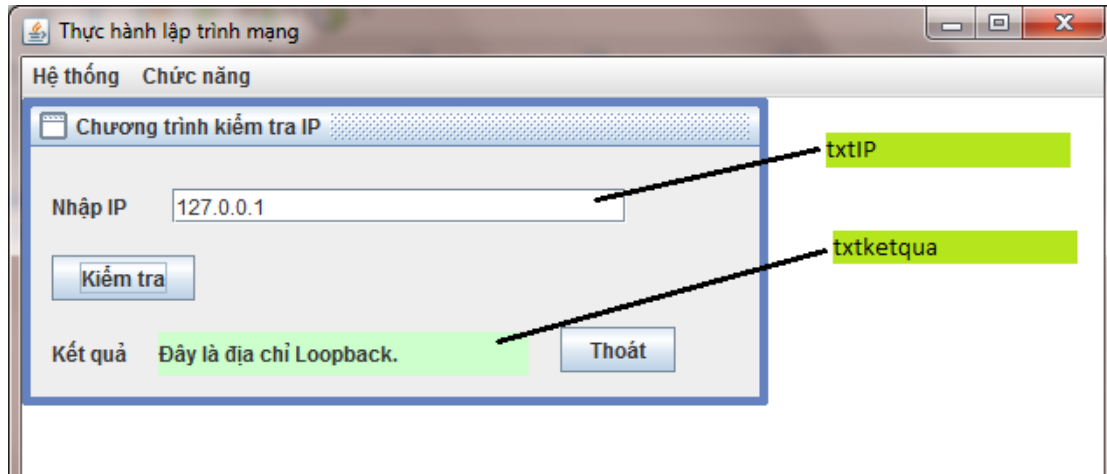 Thực hành lập trình mạng
Hệ thống Chức năng
Chương trình kiểm tra IP
txtIP
Nhập IP 127.0.0.1
txtketqua
Kiểm tra
Kết quả Đây là địa chỉ Loopback. Thoát